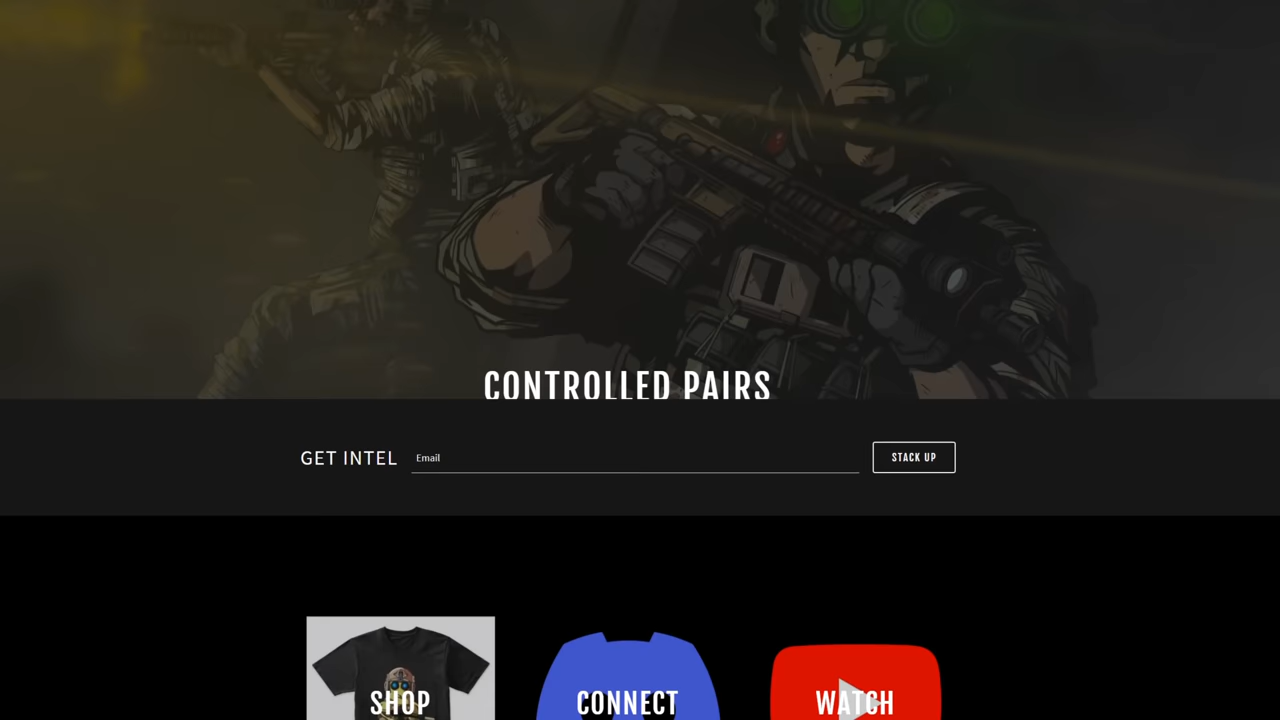 CONTROLLED PAIRS
GET INTEL
Email
STACK UP
SHOP
CONNECT
WATCH